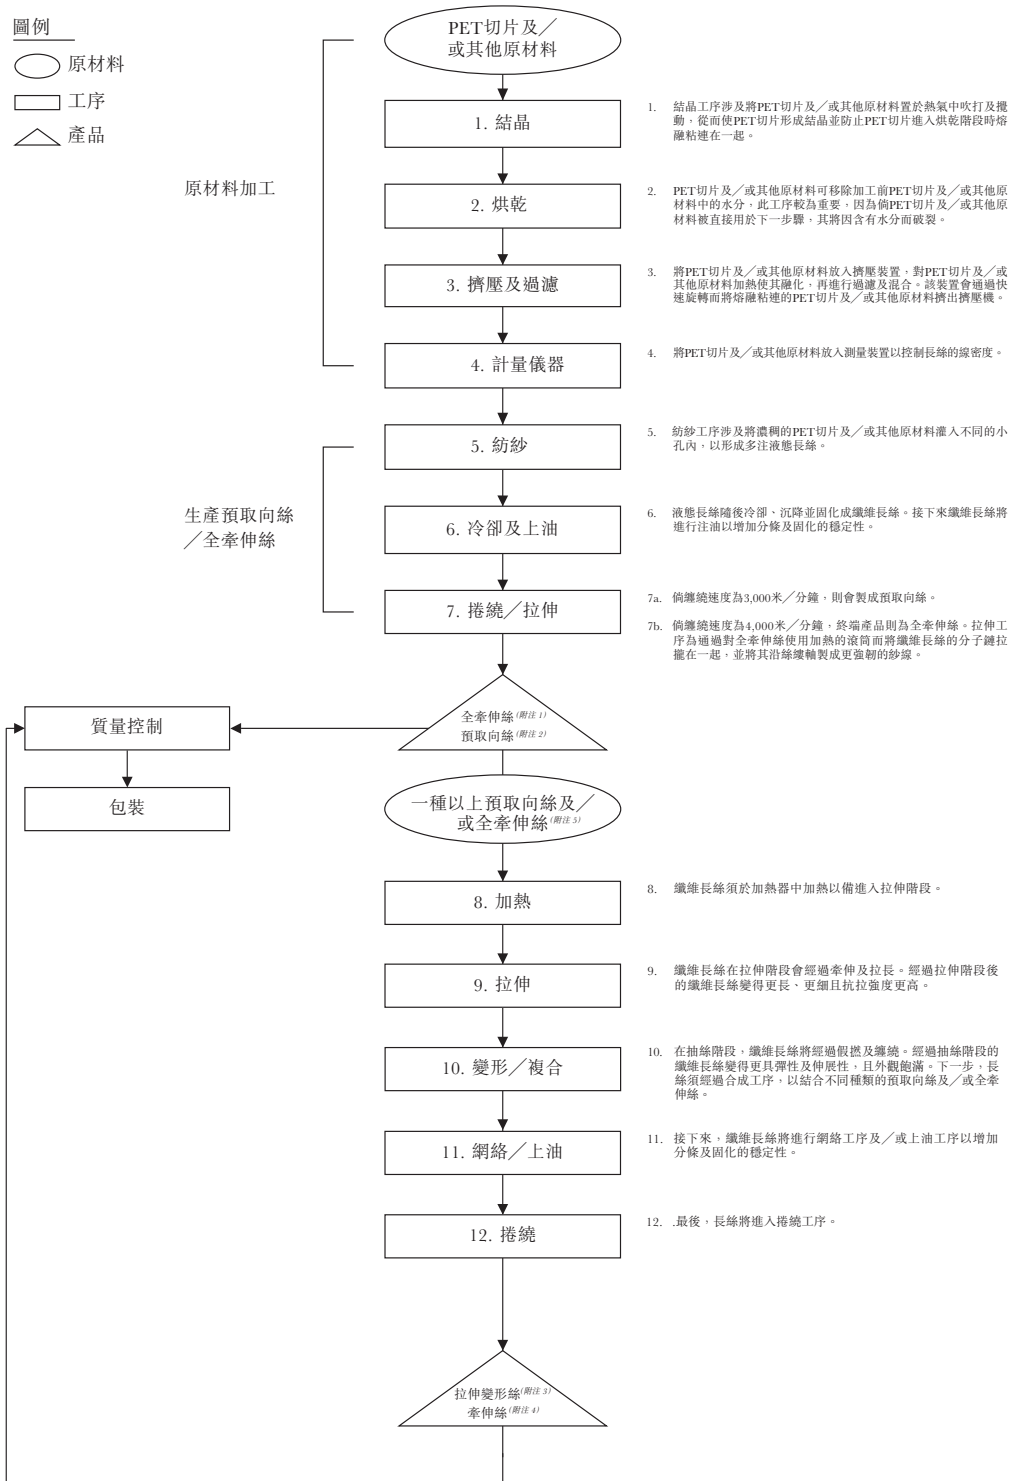 圖例
原材料
工序
產品
PET切片及／
或其他原材料
原材料加工
1. 結晶
1. 結晶工序涉及將PET切片及／或其他原材料置於熱氣中吹打及攪
動，從而使PET切片形成結晶並防止PET切片進入烘乾階段時熔
融粘連在一起。
2. 烘乾
2. PET切片及／或其他原材料可移除加工前PET切片及／或其他原
材料中的水分，此工序較為重要，因為倘PET切片及／或其他原
材料被直接用於下一步驟，其將因含有水分而破裂。
3. 擠壓及過濾
3. 將PET切片及／或其他原材料放入擠壓裝置，對PET切片及／或
其他原材料加熱使其融化，再進行過濾及混合。該裝置會通過快
速旋轉而將熔融粘連的PET切片及／或其他原材料擠出擠壓機。
4. 計量儀器
4. 將PET切片及／或其他原材料放入測量裝置以控制長絲的線密度。
生產預取向絲
／全牽伸絲
5. 紡紗
5. 紡紗工序涉及將濃稠的PET切片及／或其他原材料灌入不同的小
孔內，以形成多注液態長絲。
6. 冷卻及上油
6. 液態長絲隨後冷卻、沉降並固化成纖維長絲。接下來纖維長絲將
進行注油以增加分條及固化的穩定性。
7. 捲繞／拉伸
7a. 倘纏繞速度為3,000米／分鐘，則會製成預取向絲。
7b. 倘纏繞速度為4,000米／分鐘，終端產品則為全牽伸絲。拉伸工
序為通過對全牽伸絲使用加熱的滾筒而將纖維長絲的分子鏈拉
攏在一起，並將其沿絲縷軸製成更強韌的紗線。
全牽伸絲(附注 1)
預取向絲(附注 2)
質量控制
包裝
一種以上預取向絲及／
或全牽伸絲(附注 5)
8. 加熱
8. 纖維長絲須於加熱器中加熱以備進入拉伸階段。
9. 拉伸
9. 纖維長絲在拉伸階段會經過牽伸及拉長。經過拉伸階段後
的纖維長絲變得更長、更細且抗拉強度更高。
10. 變形／複合
10. 在抽絲階段，纖維長絲將經過假撚及纏繞。經過抽絲階段的
纖維長絲變得更具彈性及伸展性，且外觀飽滿。下一步，長
絲須經過合成工序，以結合不同種類的預取向絲及／或全牽
伸絲。
11. 網絡／上油
11. 接下來，纖維長絲將進行網絡工序及／或上油工序以增加
分條及固化的穩定性。
12. 捲繞
12. .最後，長絲將進入捲繞工序。
拉伸變形絲(附注 3)
牽伸絲(附注 4)